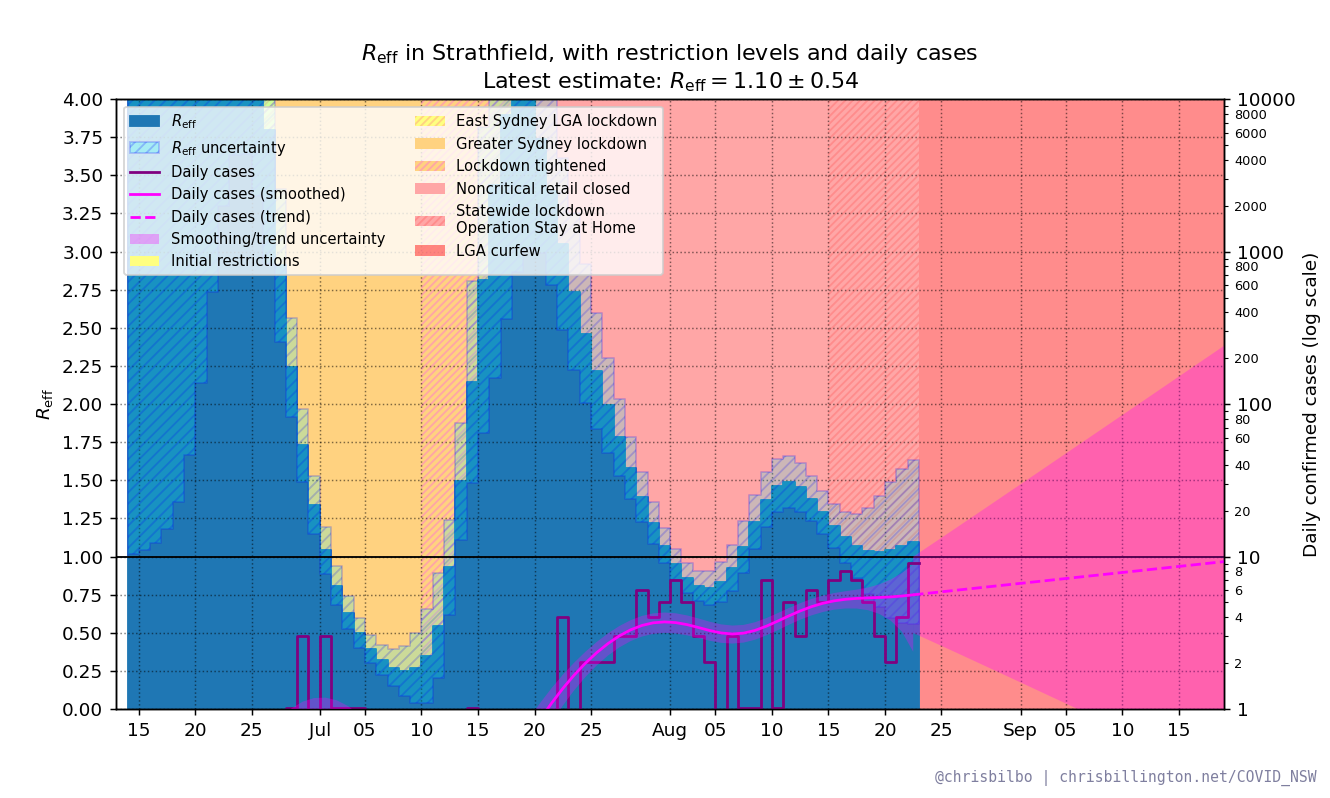 R_eff in Strathfield, with restriction levels and daily cases
Latest estimate: R_eff = 1.10 ± 0.54
4.00
3.75
3.50
3.25
3.00
2.75
2.50
2.25
2.00
1.75
1.50
1.25
1.00
0.75
0.50
0.25
0.00
R_eff
R_eff
R_eff uncertainty
Daily cases
Daily cases (smoothed)
Daily cases (trend)
Smoothing/trend uncertainty
Initial restrictions
East Sydney LGA lockdown
Greater Sydney lockdown
Lockdown tightened
Noncritical retail closed
Statewide lockdown
Operation Stay at Home
LGA curfew
10000
8000
6000
4000
2000
1000
800
600
400
200
100
80
60
40
20
10
8
6
4
2
1
Daily confirmed cases (log scale)
15 20 25 Jul 05 10 15 20 25 Aug 05 10 15 20 25 Sep 05 10 15
@chrisbilbo | chrisbillington.net/COVID_NSW